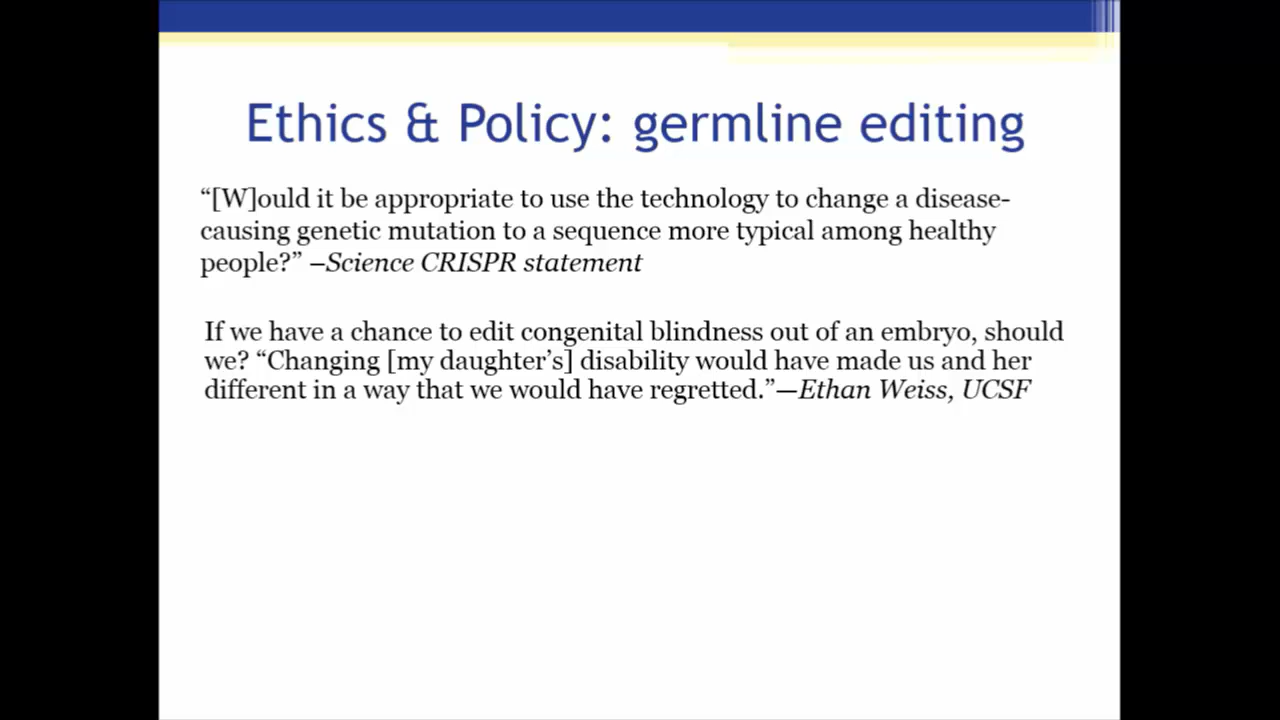 Ethics & Policy: germline editing
“[W]ould it be appropriate to use the technology to change a disease-
causing genetic mutation to a sequence more typical among healthy
people?” –Science CRISPR statement
If we have a chance to edit congenital blindness out of an embryo, should
we? “Changing [my daughter’s] disability would have made us and her
different in a way that we would have regretted.”—Ethan Weiss, UCSF